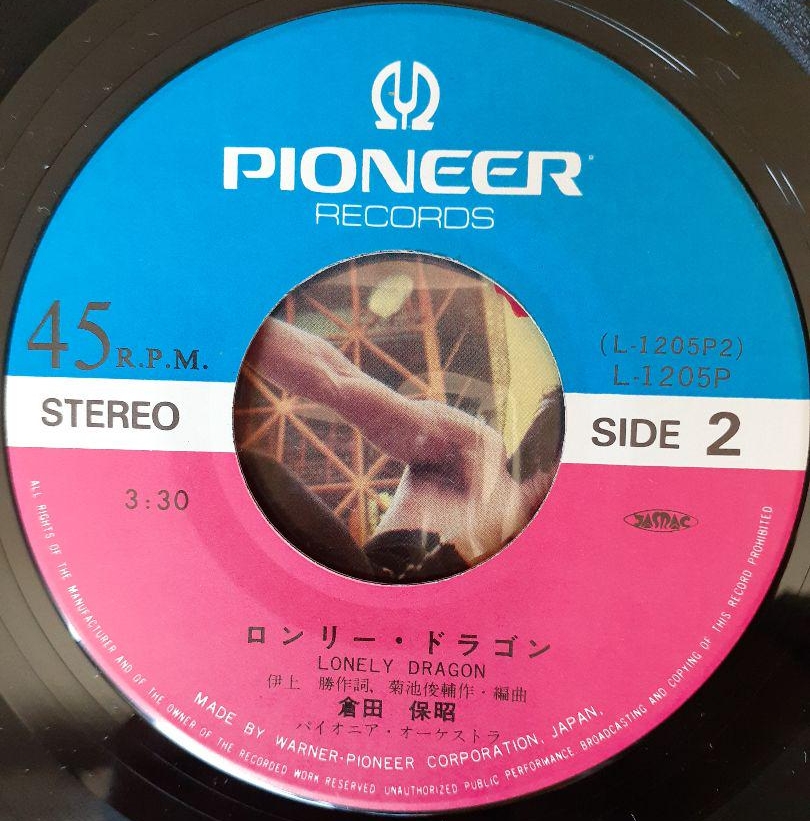 PIONEER
RECORDS
45 R.P.M.
(L-1205P2)
L-1205P
STEREO
SIDE 2
3:30
JASRAC
ロンリー・ドラゴン
LONELY DRAGON
伊上 勝作詞、菊池俊輔作・編曲
倉田 保昭
パイオニア・オーケストラ
MADE BY WARNER-PIONEER CORPORATION, JAPAN.
ALL RIGHTS OF THE MANUFACTURER AND OF THE OWNER OF THE RECORDED WORK RESERVED UNAUTHORIZED PUBLIC PERFORMANCE. BROADCASTING AND COPYING OF THIS RECORD PROHIBITED